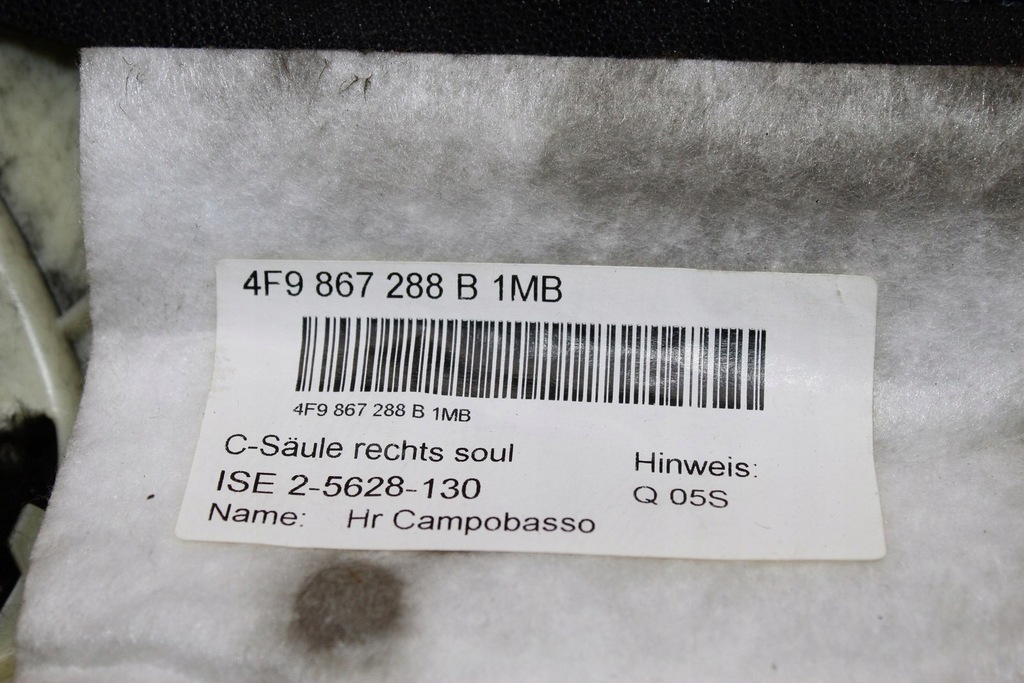 4F9 867 288 B 1MB
4F9 867 288 B 1MB
C-Säule rechts soul
ISE 2-5628-130
Name: Hr Campobasso
Hinweis:
Q 05S